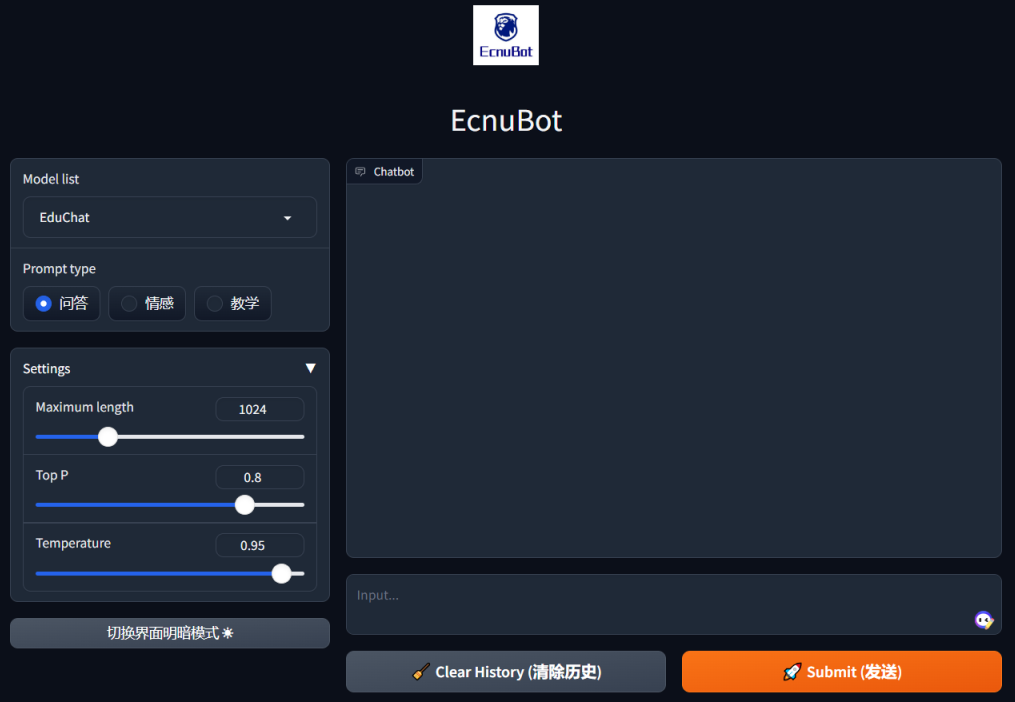 EcnuBot
EcnuBot
Model list
EduChat
Prompt type
问答 情感 教学
Settings ▼
Maximum length 1024
Top P 0.8
Temperature 0.95
切换界面明暗模式☀
Chatbot
Input...
🧹 Clear History (清除历史)
🚀 Submit (发送)